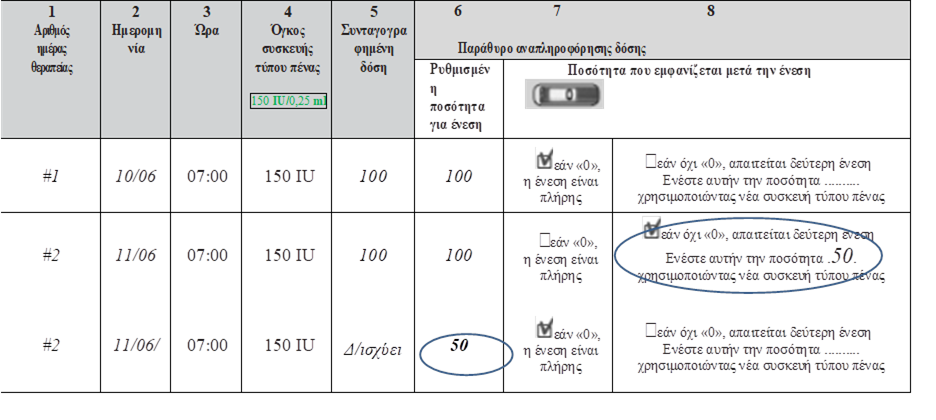 1 2 3 4 5 6 7 8
Αριθμός
ημέρας
θεραπείας
Ημερομη
νία
Ώρα
Όγκος
συσκευής
τύπου πένας
150 IU/0,25 ml
Συνταγογρα
φημένη
δόση
Παράθυρο αναπληροφόρησης δόσης
Ρυθμισμέν
η
ποσότητα
για ένεση
Ποσότητα που εμφανίζεται μετά την ένεση
0
#1 10/06 07:00 150 IU 100 100
εάν «0»,
η ένεση είναι
πλήρης
εάν όχι «0», απαιτείται δεύτερη ένεση
Ενέστε αυτήν την ποσότητα ..........
χρησιμοποιώντας νέα συσκευή τύπου πένας
#2 11/06 07:00 150 IU 100 100
εάν «0»,
η ένεση είναι
πλήρης
εάν όχι «0», απαιτείται δεύτερη ένεση
Ενέστε αυτήν την ποσότητα .50.
χρησιμοποιώντας νέα συσκευή τύπου πένας
#2 11/06/ 07:00 150 IU Δ/ισχύει 50
εάν «0»,
η ένεση είναι
πλήρης
εάν όχι «0», απαιτείται δεύτερη ένεση
Ενέστε αυτήν την ποσότητα ..........
χρησιμοποιώντας νέα συσκευή τύπου πένας